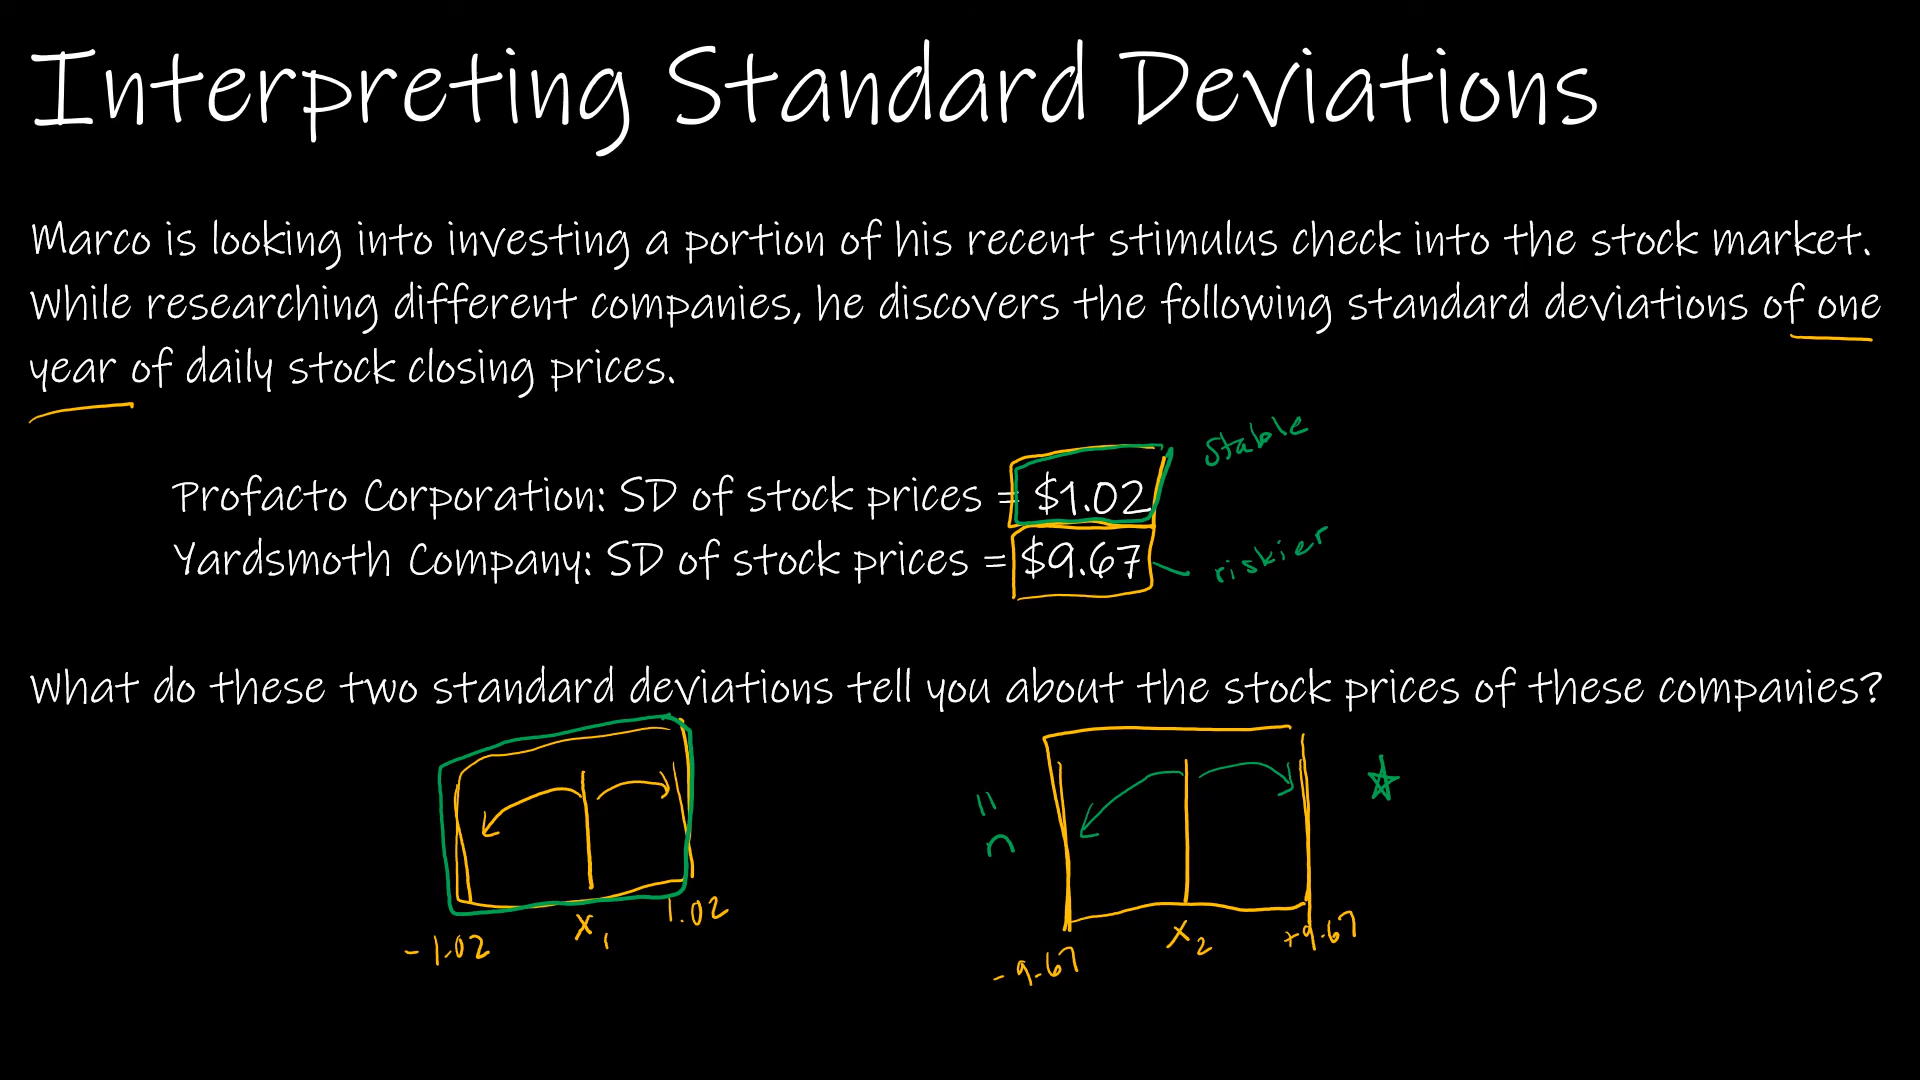 Interpreting Standard Deviations
Marco is looking into investing a portion of his recent stimulus check into the stock market.
While researching different companies, he discovers the following standard deviations of one
year of daily stock closing prices.
Stable
Profacto Corporation: SD of stock prices = $1.02
Yardsmoth Company: SD of stock prices = $9.67
riskier
What do these two standard deviations tell you about the stock prices of these companies?
-1.02 x₁ 1.02
-9.67 x₂ +9.67